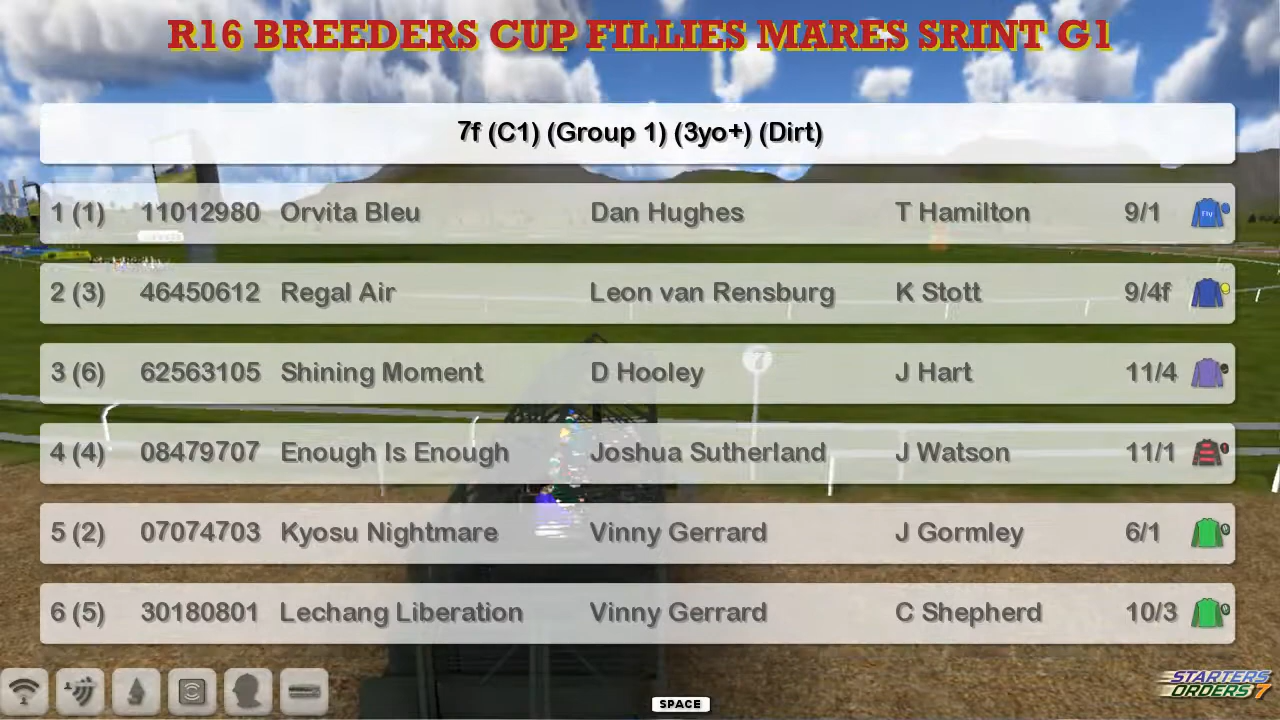 R16 BREEDERS CUP FILLIES MARES SRINT G1
7f (C1) (Group 1) (3yo+) (Dirt)
1 (1) 11012980 Orvita Bleu Dan Hughes T Hamilton 9/1 Fly
2 (3) 46450612 Regal Air Leon van Rensburg K Stott 9/4f
3 (6) 62563105 Shining Moment D Hooley J Hart 11/4
7
4 (4) 08479707 Enough Is Enough Joshua Sutherland J Watson 11/1
5 (2) 07074703 Kyosu Nightmare Vinny Gerrard J Gormley 6/1
6 (5) 30180801 Lechang Liberation Vinny Gerrard C Shepherd 10/3
SPACE
STARTERS
ORDERS 7